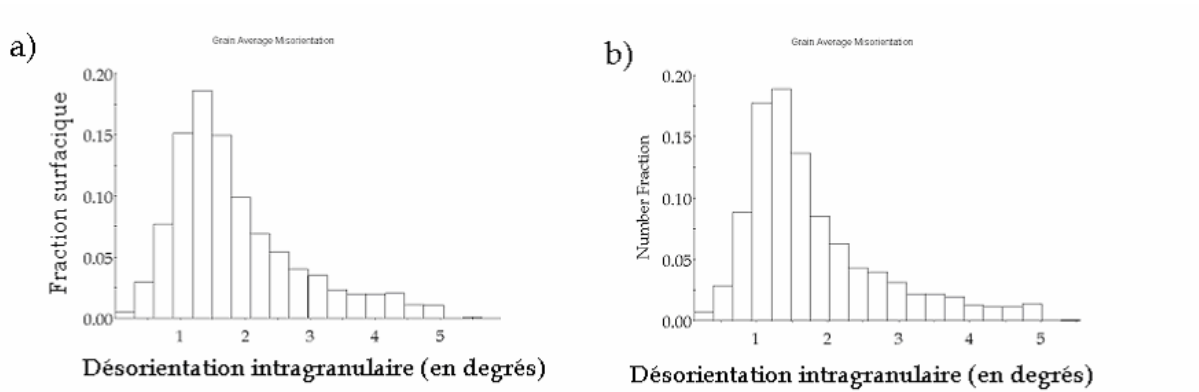 a)
Grain Average Misorientation
Fraction surfacique
0.20
0.15
0.10
0.05
0.00
1 2 3 4 5
Désorientation intragranulaire (en degrés)
b)
Grain Average Misorientation
Number Fraction
0.20
0.15
0.10
0.05
0.00
1 2 3 4 5
Désorientation intragranulaire (en degrés)